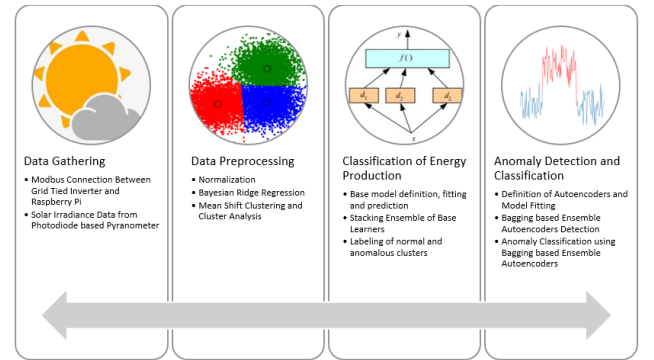 y
f ( )
d1
d2
dL
x
Data Gathering
• Modbus Connection Between
Grid Tied Inverter and
Raspberry Pi
• Solar Irradiance Data from
Photodiode based Pyranometer
Data Preprocessing
• Normalization
• Bayesian Ridge Regression
• Mean Shift Clustering and
Cluster Analysis
Classification of Energy
Production
• Base model definition, fitting
and prediction
• Stacking Ensemble of Base
Learners
• Labeling of normal and
anomalous clusters
Anomaly Detection and
Classification
• Definition of Autoencoders and
Model Fitting
• Bagging based Ensemble
Autoencoders Detection
• Anomaly Classification using
Bagging based Ensemble
Autoencoders